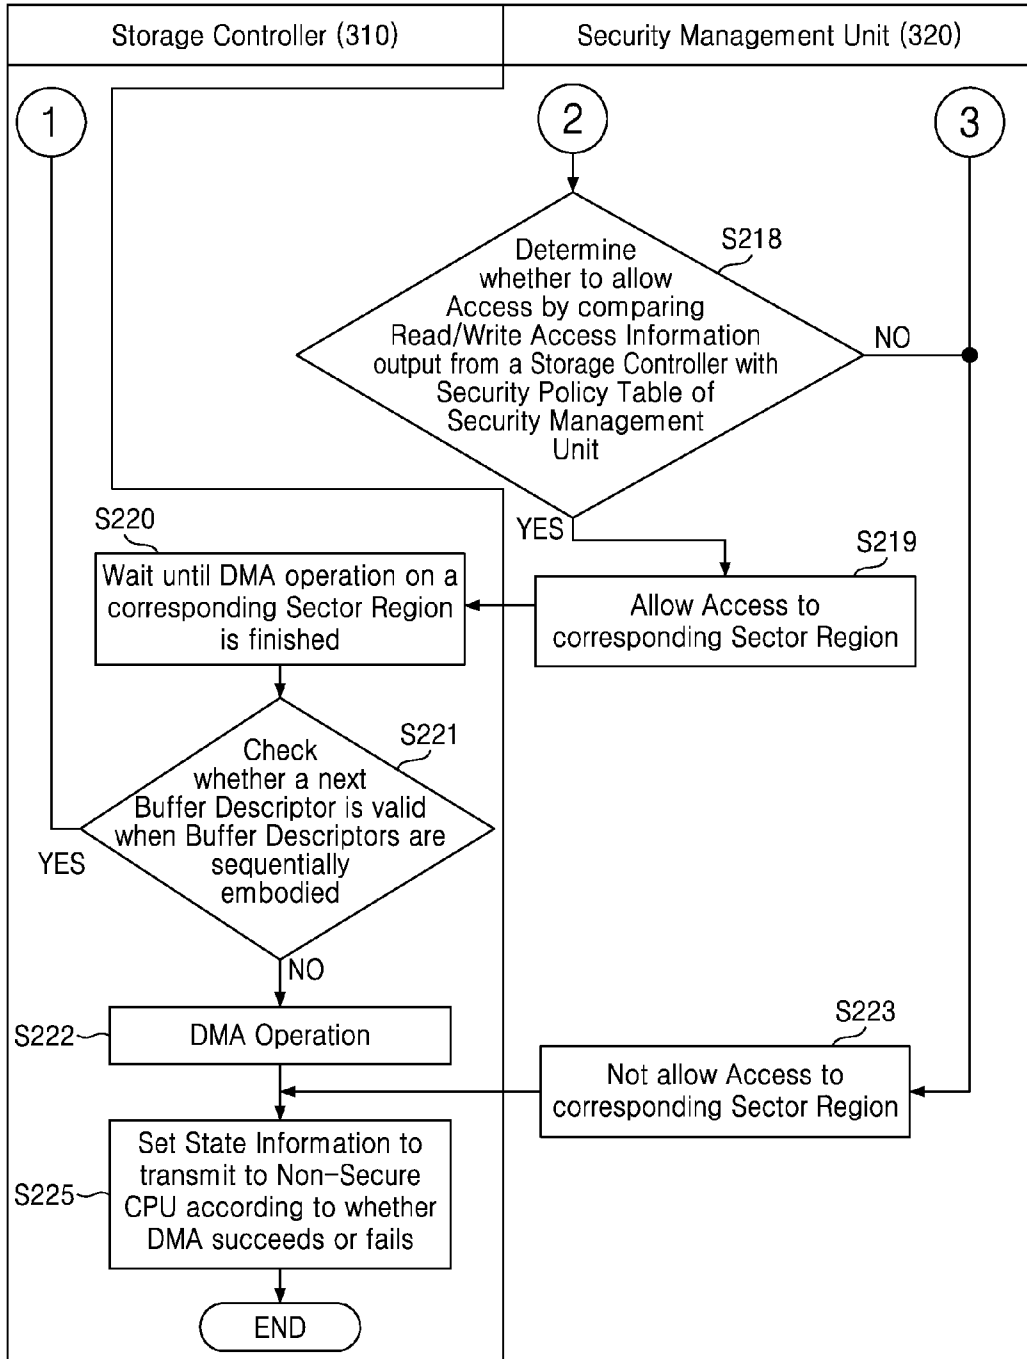 Storage Controller (310)
Security Management Unit (320)
1
2
3
S218
Determine
whether to allow
Access by comparing
Read/Write Access Information
output from a Storage Controller with
Security Policy Table of
Security Management
Unit
NO
YES
S219
Allow Access to
corresponding Sector Region
S220
Wait until DMA operation on a
corresponding Sector Region
is finished
S221
Check
whether a next
Buffer Descriptor is valid
when Buffer Descriptors are
sequentially
embodied
YES
NO
S222
DMA Operation
S223
Not allow Access to
corresponding Sector Region
S225
Set State Information to
transmit to Non-Secure
CPU according to whether
DMA succeeds or fails
END